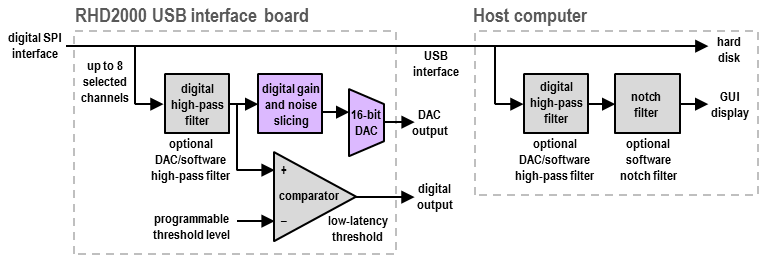 RHD2000 USB interface board
Host computer
digital SPI
interface
up to 8
selected
channels
USB
interface
hard
disk
digital
high-pass
filter
digital gain
and noise
slicing
16-bit
DAC
DAC
output
optional
DAC/software
high-pass filter
digital
high-pass
filter
notch
filter
GUI
display
optional
DAC/software
high-pass filter
optional
software
notch filter
+
comparator
–
digital
output
programmable
threshold level
low-latency
threshold